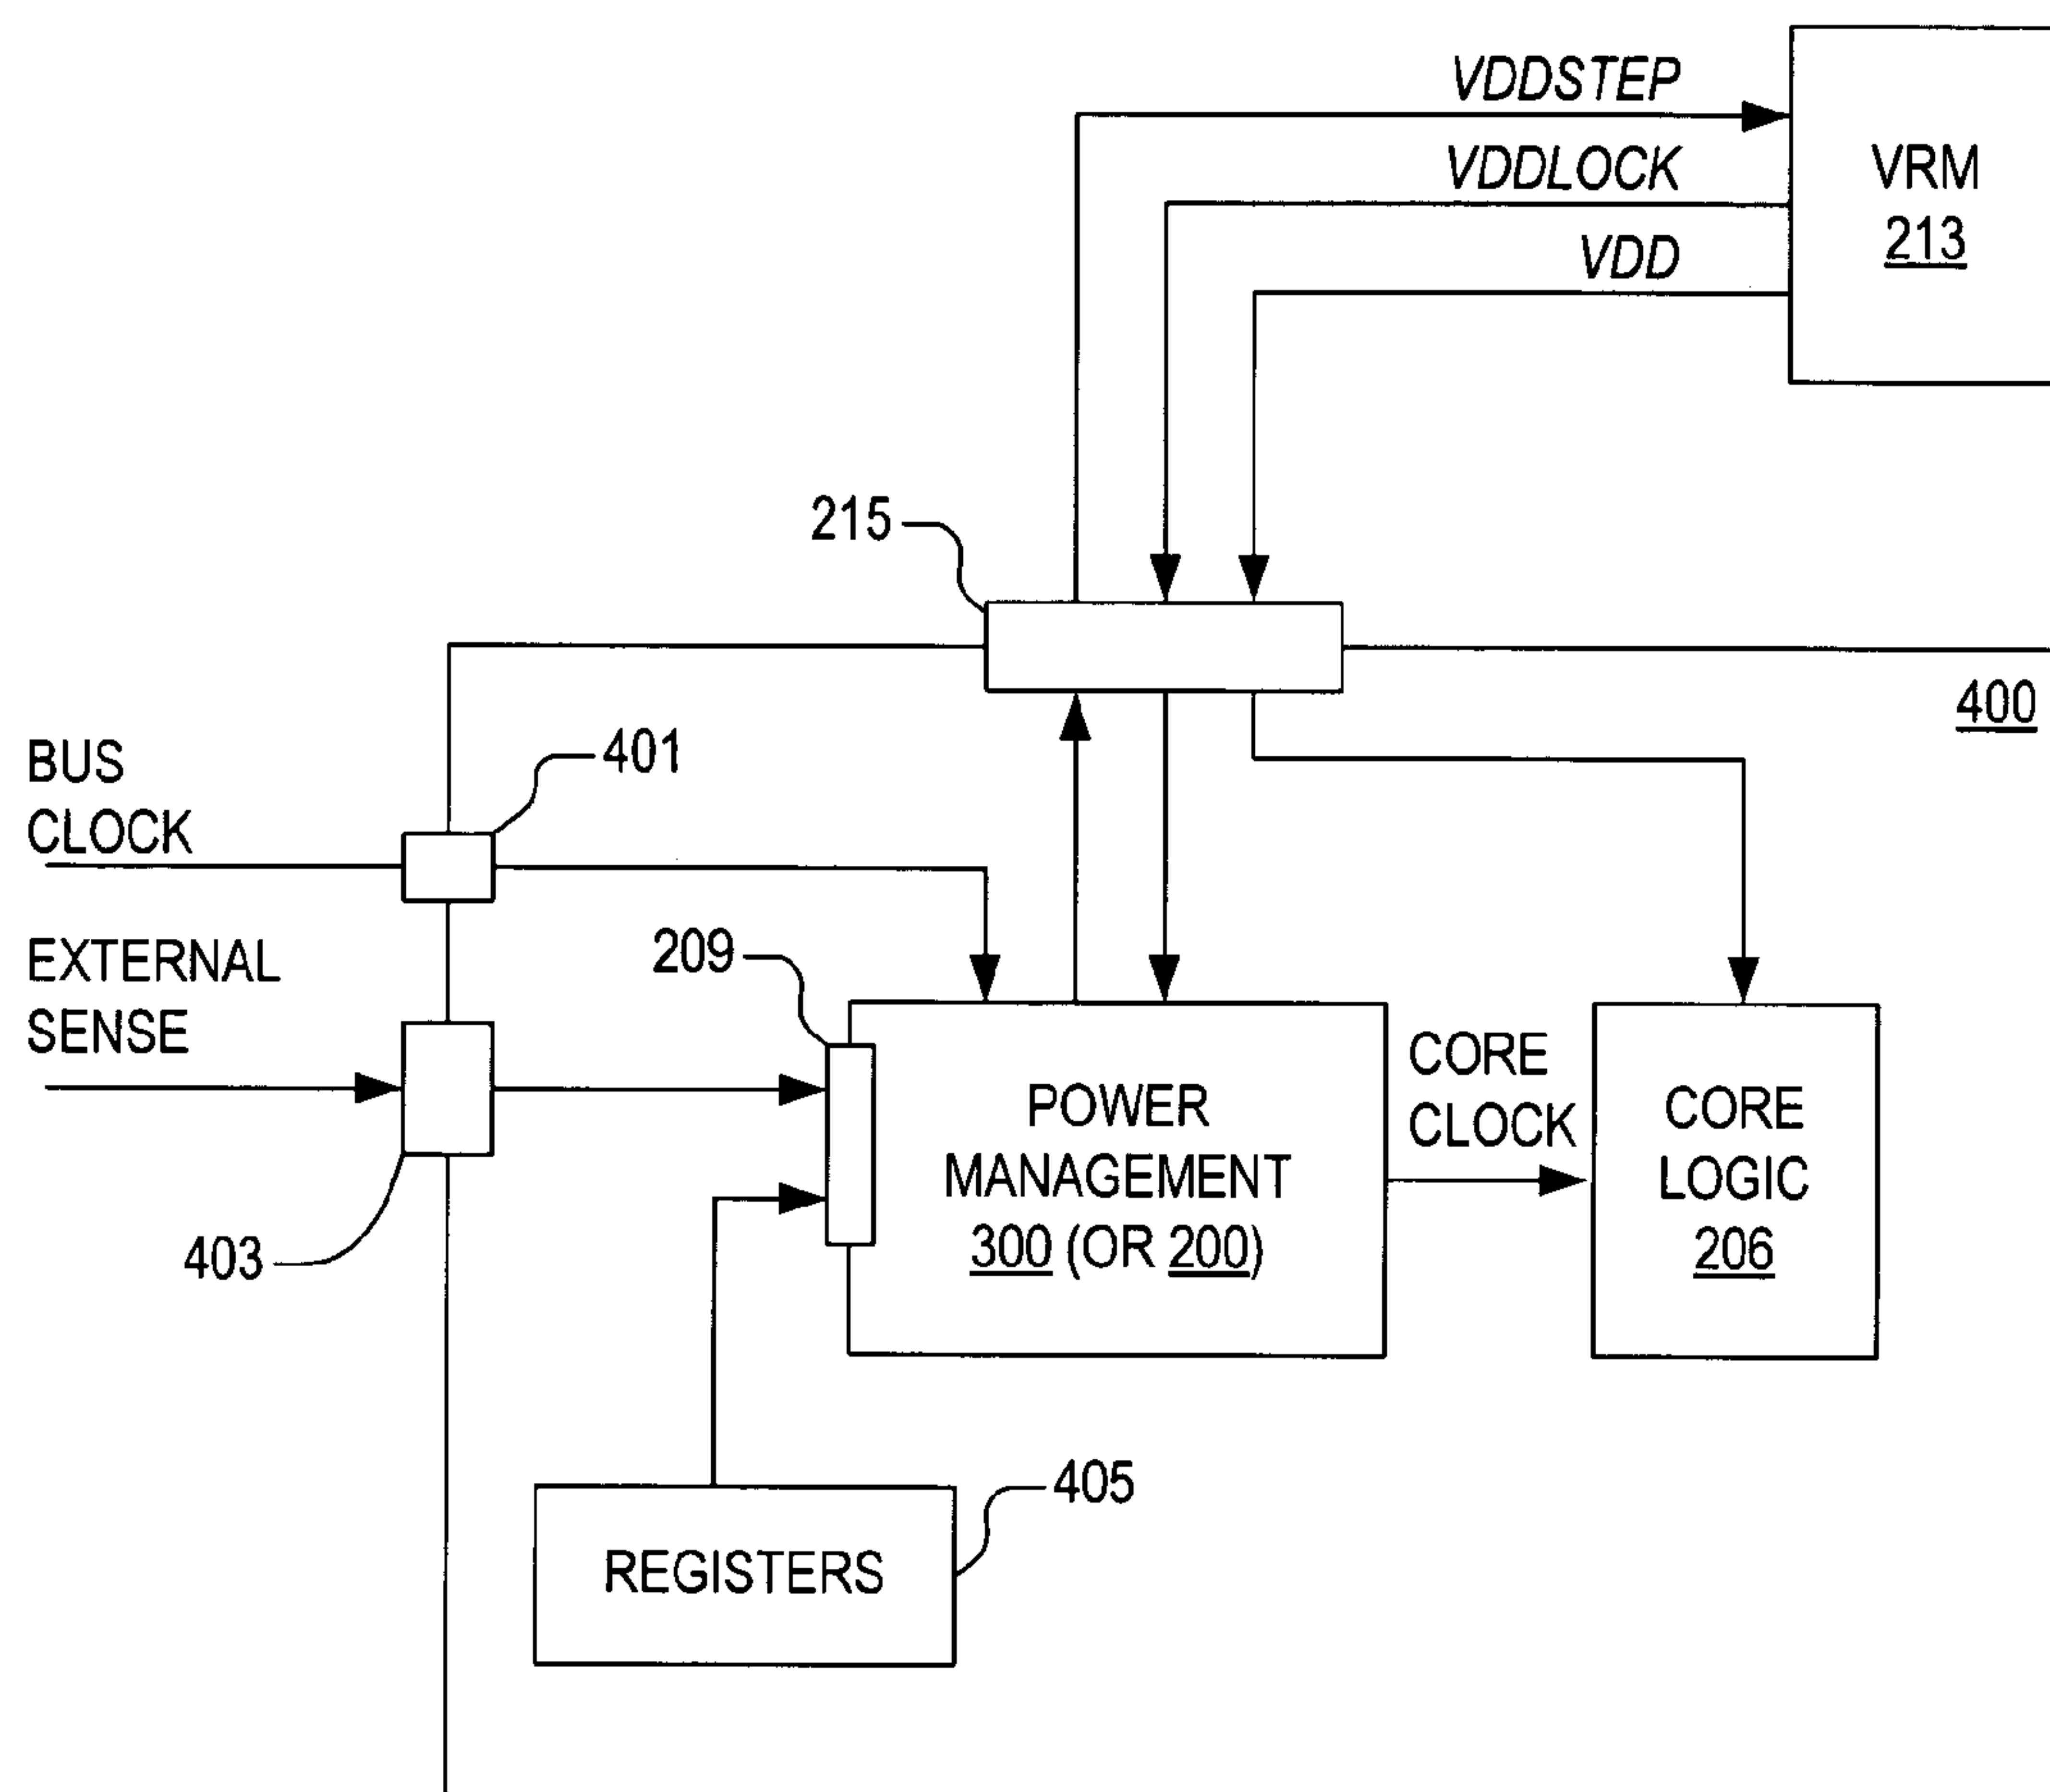 VDDSTEP
VDDLOCK
VDD
VRM
213
215
400
BUS
CLOCK
401
EXTERNAL
SENSE
209
403
POWER
MANAGEMENT
300 (OR 200)
CORE
CLOCK
CORE
LOGIC
206
405
REGISTERS